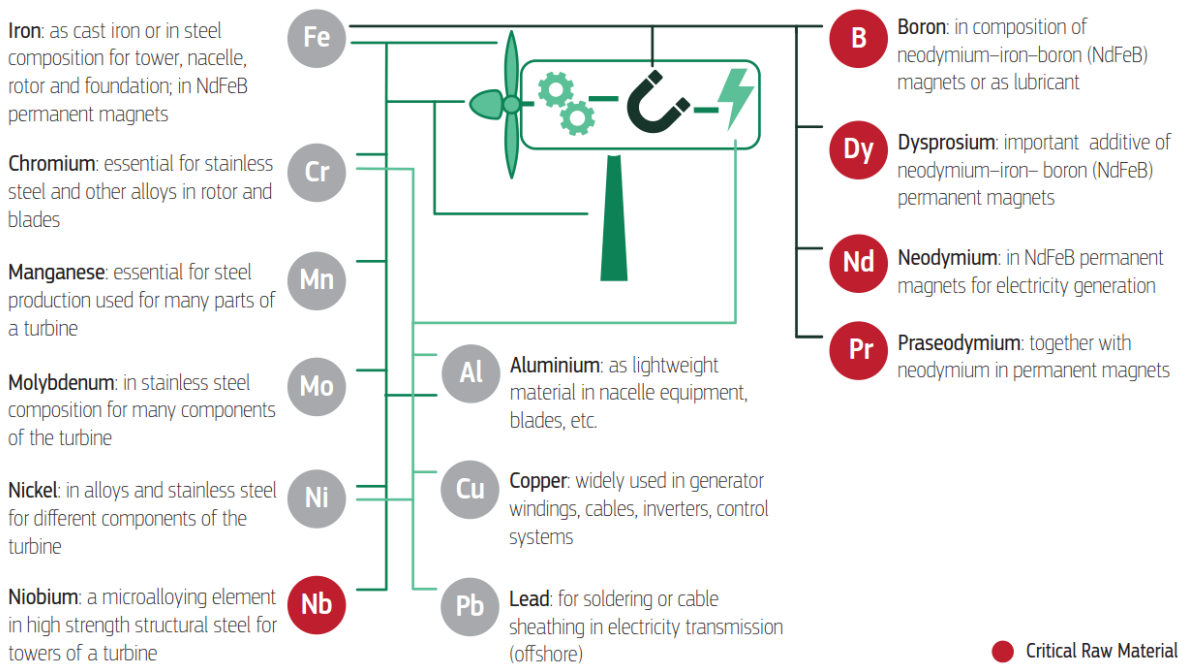 Iron: as cast iron or in steel
composition for tower, nacelle,
rotor and foundation; in NdFeB
permanent magnets
Fe
Chromium: essential for stainless
steel and other alloys in rotor and
blades
Cr
Manganese: essential for steel
production used for many parts of
a turbine
Mn
Molybdenum: in stainless steel
composition for many components
of the turbine
Mo
Nickel: in alloys and stainless steel
for different components of the
turbine
Ni
Niobium: a microalloying element
in high strength structural steel for
towers of a turbine
Nb
Al
Aluminium: as lightweight
material in nacelle equipment,
blades, etc.
Cu
Copper: widely used in generator
windings, cables, inverters, control
systems
Pb
Lead: for soldering or cable
sheathing in electricity transmission
(offshore)
B
Boron: in composition of
neodymium–iron–boron (NdFeB)
magnets or as lubricant
Dy
Dysprosium: important additive of
neodymium–iron– boron (NdFeB)
permanent magnets
Nd
Neodymium: in NdFeB permanent
magnets for electricity generation
Pr
Praseodymium: together with
neodymium in permanent magnets
Critical Raw Material